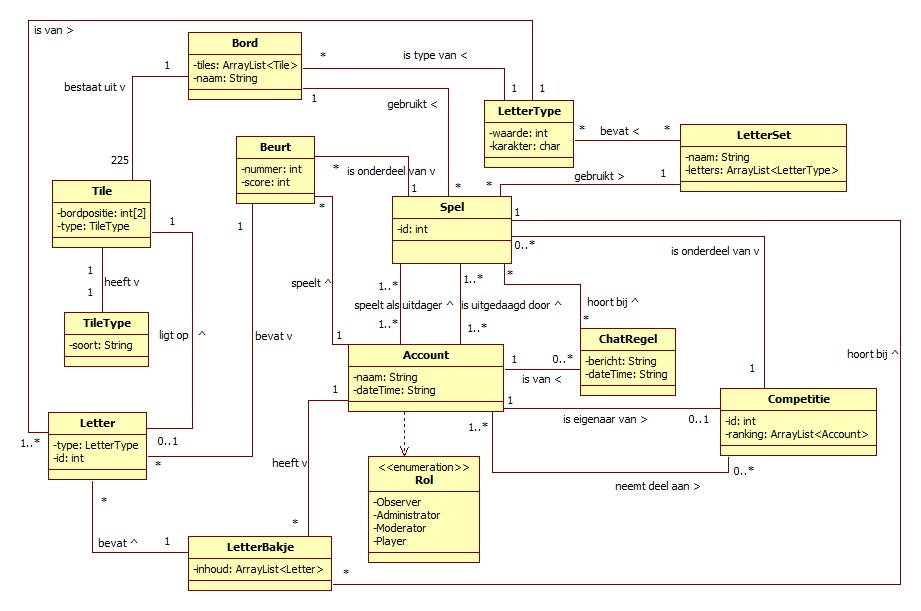 is van >
Bord
-tiles: ArrayList<Tile>
-naam: String
*
is type van <
1
bestaat uit v
1
gebruikt <
1
1
LetterType
-waarde: int
-karakter: char
*
bevat <
*
LetterSet
-naam: String
-letters: ArrayList<LetterType>
225
Beurt
-nummer: int
-score: int
*
is onderdeel van v
1
*
*
gebruikt >
1
Tile
-bordpositie: int[2]
-type: TileType
1
1
*
Spel
-id: int
1
0..*
is onderdeel van v
1
heeft v
1
TileType
-soort: String
ligt op ^
speelt ^
bevat v
1..*
speelt als uitdager ^
1..*
1..*
is uitgedaagd door ^
1..*
*
hoort bij ^
*
ChatRegel
-bericht: String
-dateTime: String
hoort bij ^
1
Account
-naam: String
-dateTime: String
1
0..*
is van <
1
1
1
is eigenaar van >
0..1
Competitie
-id: int
-ranking: ArrayList<Account>
Letter
-type: LetterType
-id: int
1..*
0..1
*
1..*
0..*
neemt deel aan >
heeft v
<<enumeration>>
Rol
-Observer
-Administrator
-Moderator
-Player
*
bevat ^
1
*
LetterBakje
-inhoud: ArrayList<Letter>
*